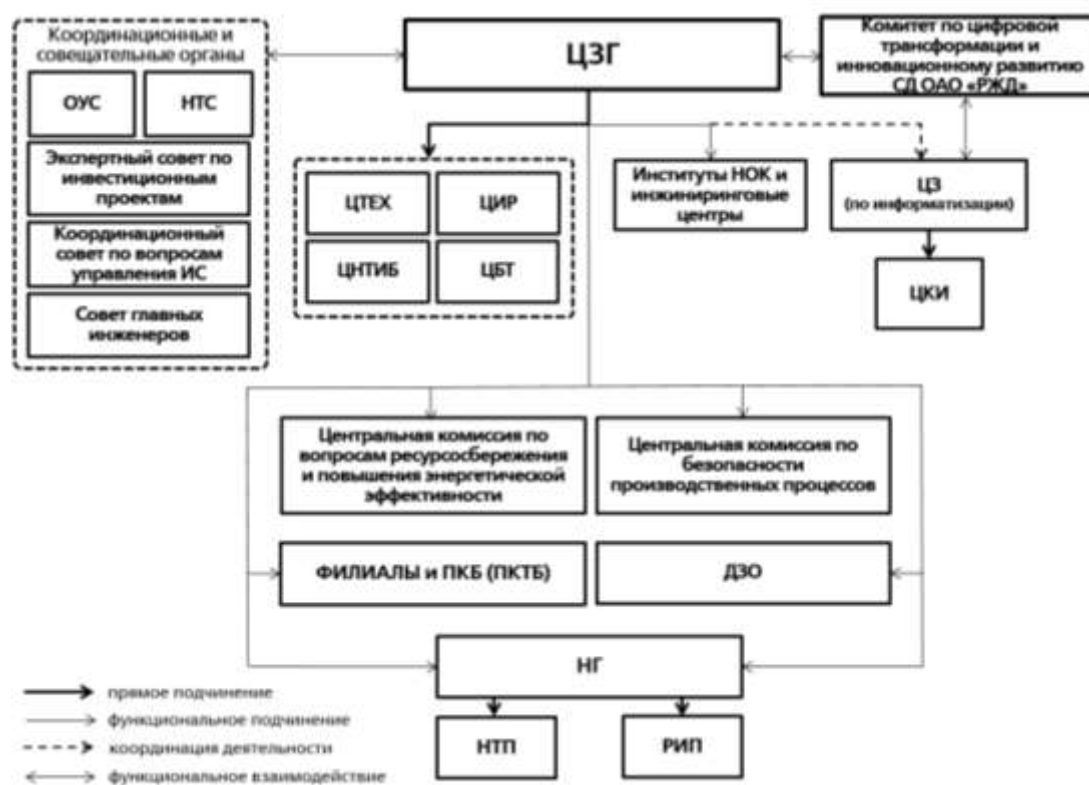 Координационные и
совещательные органы
ОУС
НТС
Экспертный совет по
инвестиционным
проектам
Координационный
совет по вопросам
управления ИС
Совет главных
инженеров
ЦЗГ
Комитет по цифровой
трансформации и
инновационному развитию
СД ОАО «РЖД»
ЦТЕХ
ЦИР
ЦНТИБ
ЦБТ
Институты НОК и
инжиниринговые
центры
ЦЗ
(по информатизации)
ЦКИ
Центральная комиссия по
вопросам ресурсосбережения
и повышения энергетической
эффективности
Центральная комиссия по
безопасности
производственных процессов
ФИЛИАЛЫ и ПКБ (ПКТБ)
ДЗО
НГ
НТП
РИП
прямое подчинение
функциональное подчинение
координация деятельности
функциональное взаимодействие